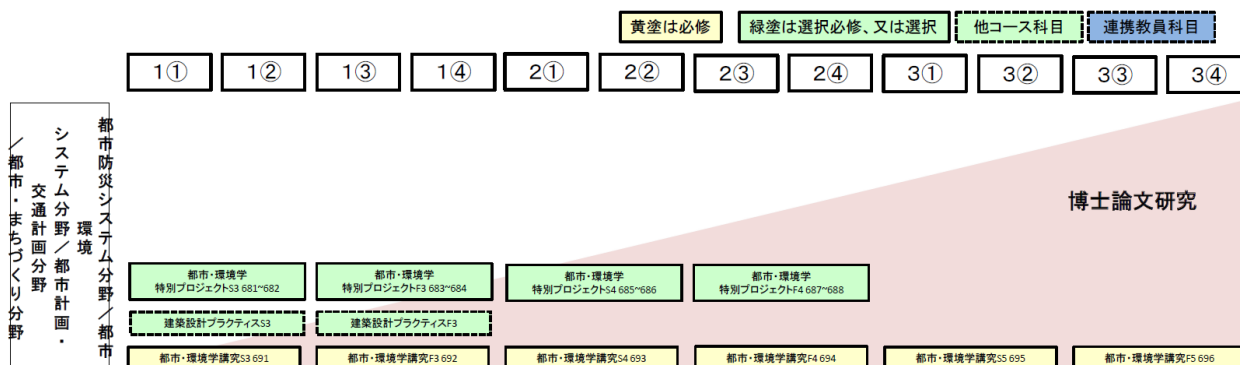 黄塗は必修
緑塗は選択必修、又は選択
他コース科目
連携教員科目
1①
1②
1③
1④
2①
2②
2③
2④
3①
3②
3③
3④
都市防災システム分野/都市
環境
システム分野/都市計画・
交通計画分野
/都市・まちづくり分野
博士論文研究
都市・環境学
特別プロジェクトS3 681~682
都市・環境学
特別プロジェクトF3 683~684
都市・環境学
特別プロジェクトS4 685~686
都市・環境学
特別プロジェクトF4 687~688
建築設計プラクティスS3
建築設計プラクティスF3
都市・環境学講究S3 691
都市・環境学講究F3 692
都市・環境学講究S4 693
都市・環境学講究F4 694
都市・環境学講究S5 695
都市・環境学講究F5 696